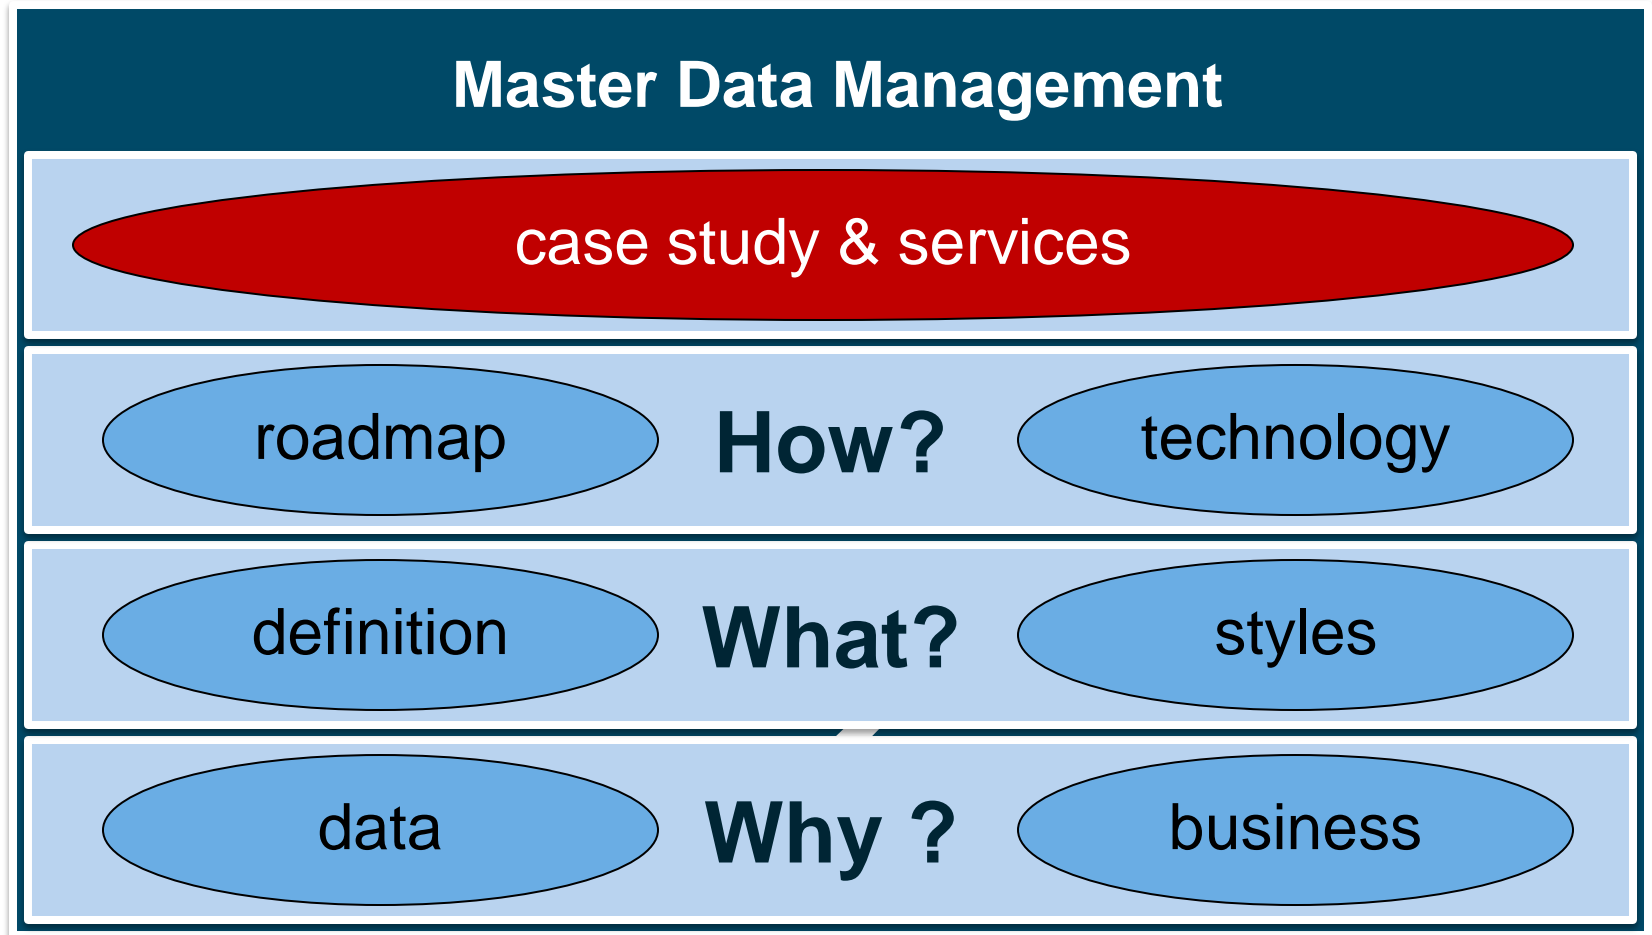 Master Data Management
case study & services
roadmap How? technology
definition What? styles
data Why ? business